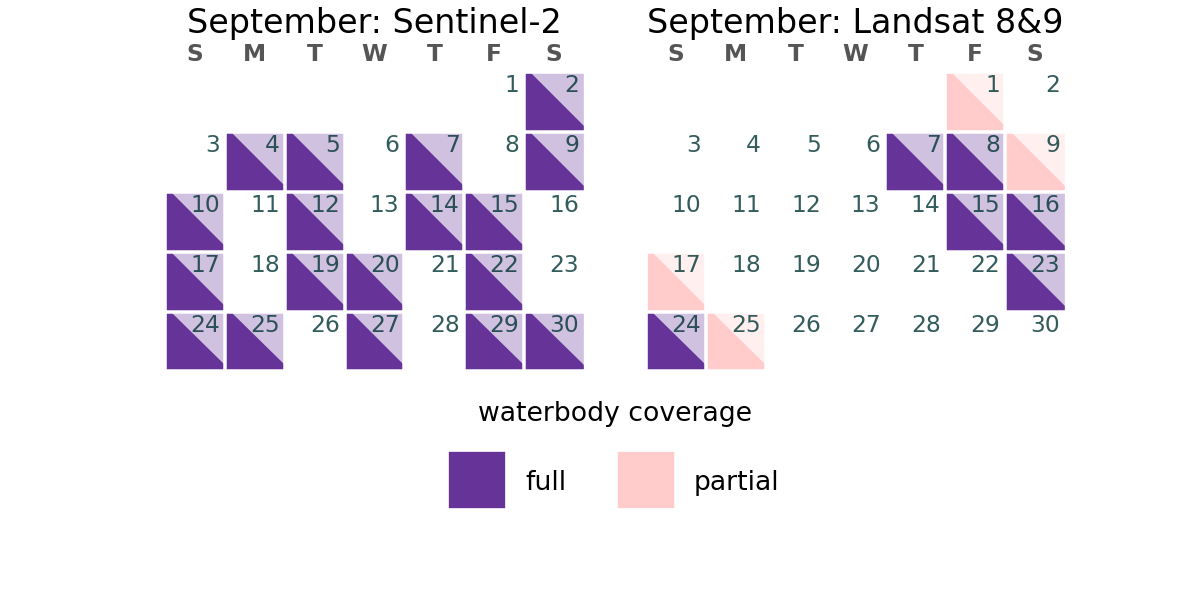 September: Sentinel-2
S M T W T F S
1 2
3 4 5 6 7 8 9
10 11 12 13 14 15 16
17 18 19 20 21 22 23
24 25 26 27 28 29 30
September: Landsat 8&9
S M T W T F S
1 2
3 4 5 6 7 8 9
10 11 12 13 14 15 16
17 18 19 20 21 22 23
24 25 26 27 28 29 30
waterbody coverage
full partial